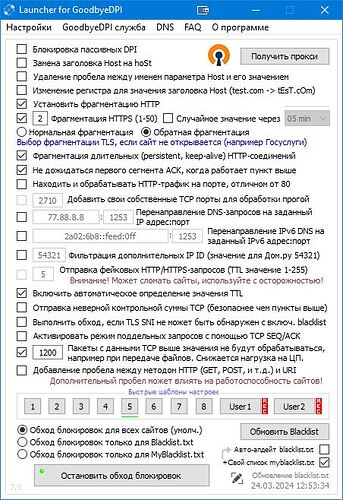 Launcher for GoodbyeDPI
Настройки GoodbyeDPI служба DNS FAQ О программе
Блокировка пассивных DPI
Замена заголовка Host на hoSt
Получить прокси
Удаление пробела между именем параметра Host и его значением
Изменение регистра для значения заголовка Host (test.com -> tEsT.cOm)
Установить фрагментацию HTTP
2 Фрагментация HTTPS (1-50) Случайное значение через 05 min
Нормальная фрагментация Обратная фрагментация
Выбор фрагментации TLS, если сайт не открывается (например Госуслуги)
Фрагментация длительных (persistent, keep-alive) HTTP-соединений
Не дожидаться первого сегмента ACK, когда работает пункт выше
Находить и обрабатывать HTTP-трафик на порте, отличном от 80
2710 Добавить свои собственные TCP порты для обработки прогой
77.88.8.8 : 1253 Перенаправление DNS-запросов на заданный IP адрес:порт
2a02:6b8::feed:0ff : 1253 Перенаправление IPv6 DNS на заданный IPv6 адрес:порт
54321 Фильтрация дополнительных IP ID (значение для Дом.ру 54321)
5 Отправка фейковых HTTP/HTTPS-запросов (TTL значение 1-255)
Внимание! Может сломать сайты, используйте с осторожностью!
Включить автоматическое определение значения TTL
Отправка неверной контрольной суммы TCP (безопаснее чем пункты выше)
Выполнить обход, если TLS SNI не может быть обнаружен с включ. blacklist
Активировать режим поддельных запросов с помощью TCP SEQ/ACK
1200 Пакеты с данными TCP выше значения не будут обрабатываться,
например при передаче файлов. Снижается нагрузка на ЦП.
Добавление пробела между методом HTTP (GET, POST, и т.д.) и URI
Дополнительный пробел может влиять на работоспособность сайтов!
Быстрые шаблоны настроек
1 2 3 4 5 6 7 8 User1 REC User2 REC
Обход блокировок для всех сайтов (умолч.)
Обновить Blacklist
Обход блокировок только для Blacklist.txt
Авто-апдейт blacklist.txt
Обход блокировок только для MyBlacklist.txt
+Свой список myblacklist.txt
Остановить обход блокировок
Обновление blacklist.txt
24.03.2024 12:53:34
7.0